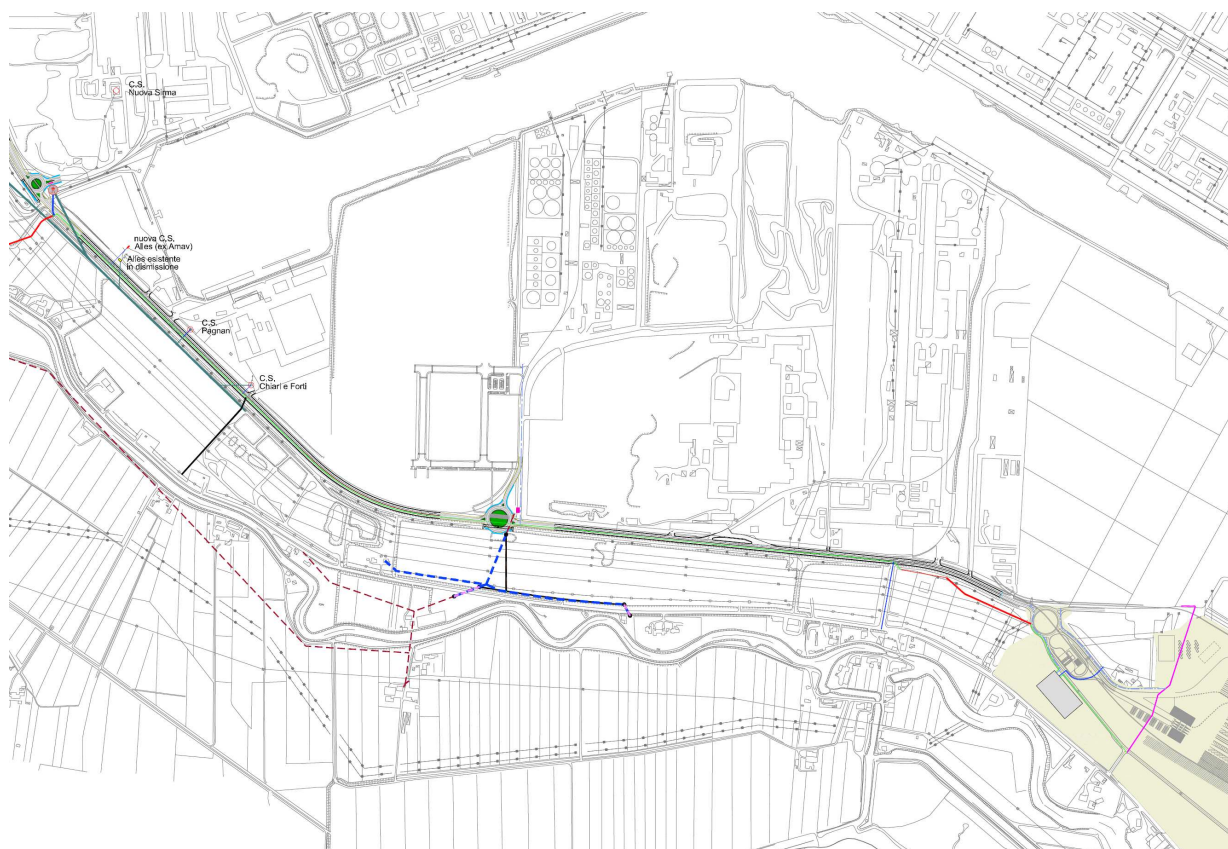 C.S.
Nuova Sirma
nuova C.S.
Alles (ex Amav)
Alles esistente
in dismissione
C.S.
Pagnan
C.S.
Chiari e Forti